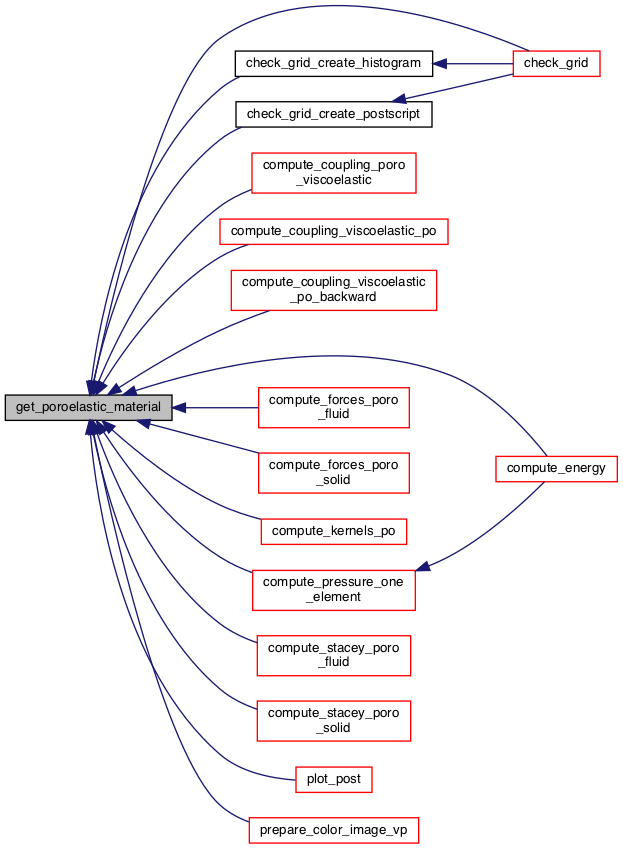 check_grid_create_histogram
check_grid
check_grid_create_postscript
compute_coupling_poro
_viscoelastic
compute_coupling_viscoelastic_po
compute_coupling_viscoelastic
_po_backward
get_poroelastic_material
compute_forces_poro
_fluid
compute_energy
compute_forces_poro
_solid
compute_kernels_po
compute_pressure_one
_element
compute_stacey_poro
_fluid
compute_stacey_poro
_solid
plot_post
prepare_color_image_vp